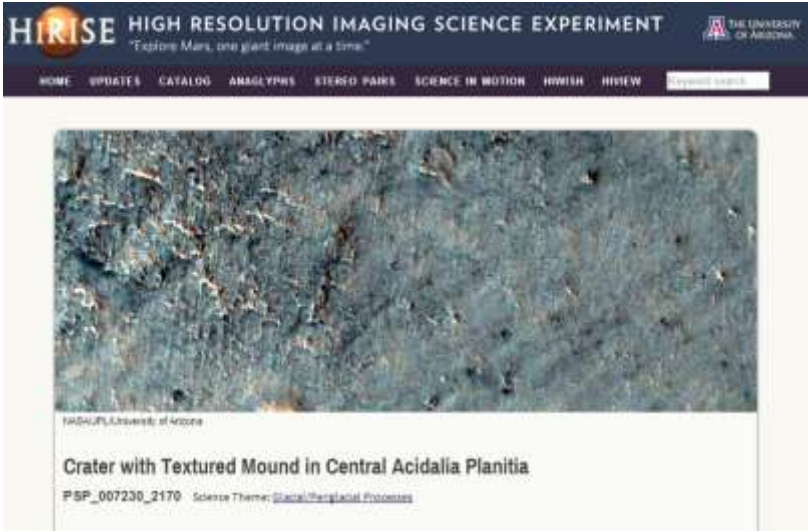 HiRISE HIGH RESOLUTION IMAGING SCIENCE EXPERIMENT
"Explore Mars, one giant image at a time."
THE UNIVERSITY
OF ARIZONA
HOME UPDATES CATALOG ANAGLYPHS STEREO PAIRS SCIENCE IN MOTION HIWISH HIVIEW Keyword search
NASA/JPL/University of Arizona
Crater with Textured Mound in Central Acidalia Planitia
PSP_007230_2170 Science Theme: Glacial/Periglacial Processes